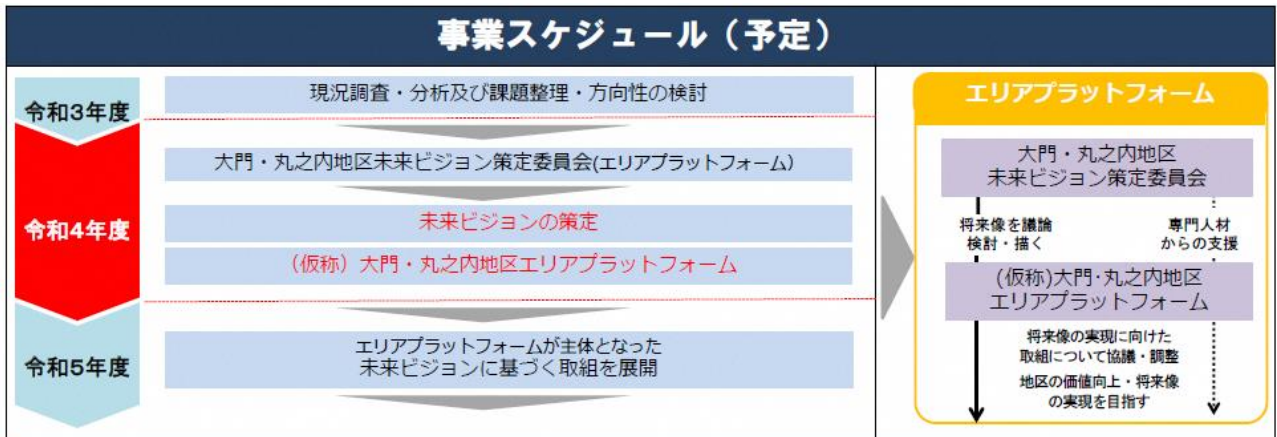 事業スケジュール（予定）
令和3年度
現況調査・分析及び課題整理・方向性の検討
令和4年度
大門・丸之内地区未来ビジョン策定委員会(エリアプラットフォーム）
未来ビジョンの策定
（仮称）大門・丸之内地区エリアプラットフォーム
令和5年度
エリアプラットフォームが主体となった
未来ビジョンに基づく取組を展開
エリアプラットフォーム
大門・丸之内地区
未来ビジョン策定委員会
将来像を議論
検討・描く
専門人材
からの支援
(仮称)大門・丸之内地区
エリアプラットフォーム
将来像の実現に向けた
取組について協議・調整
地区の価値向上・将来像
の実現を目指す